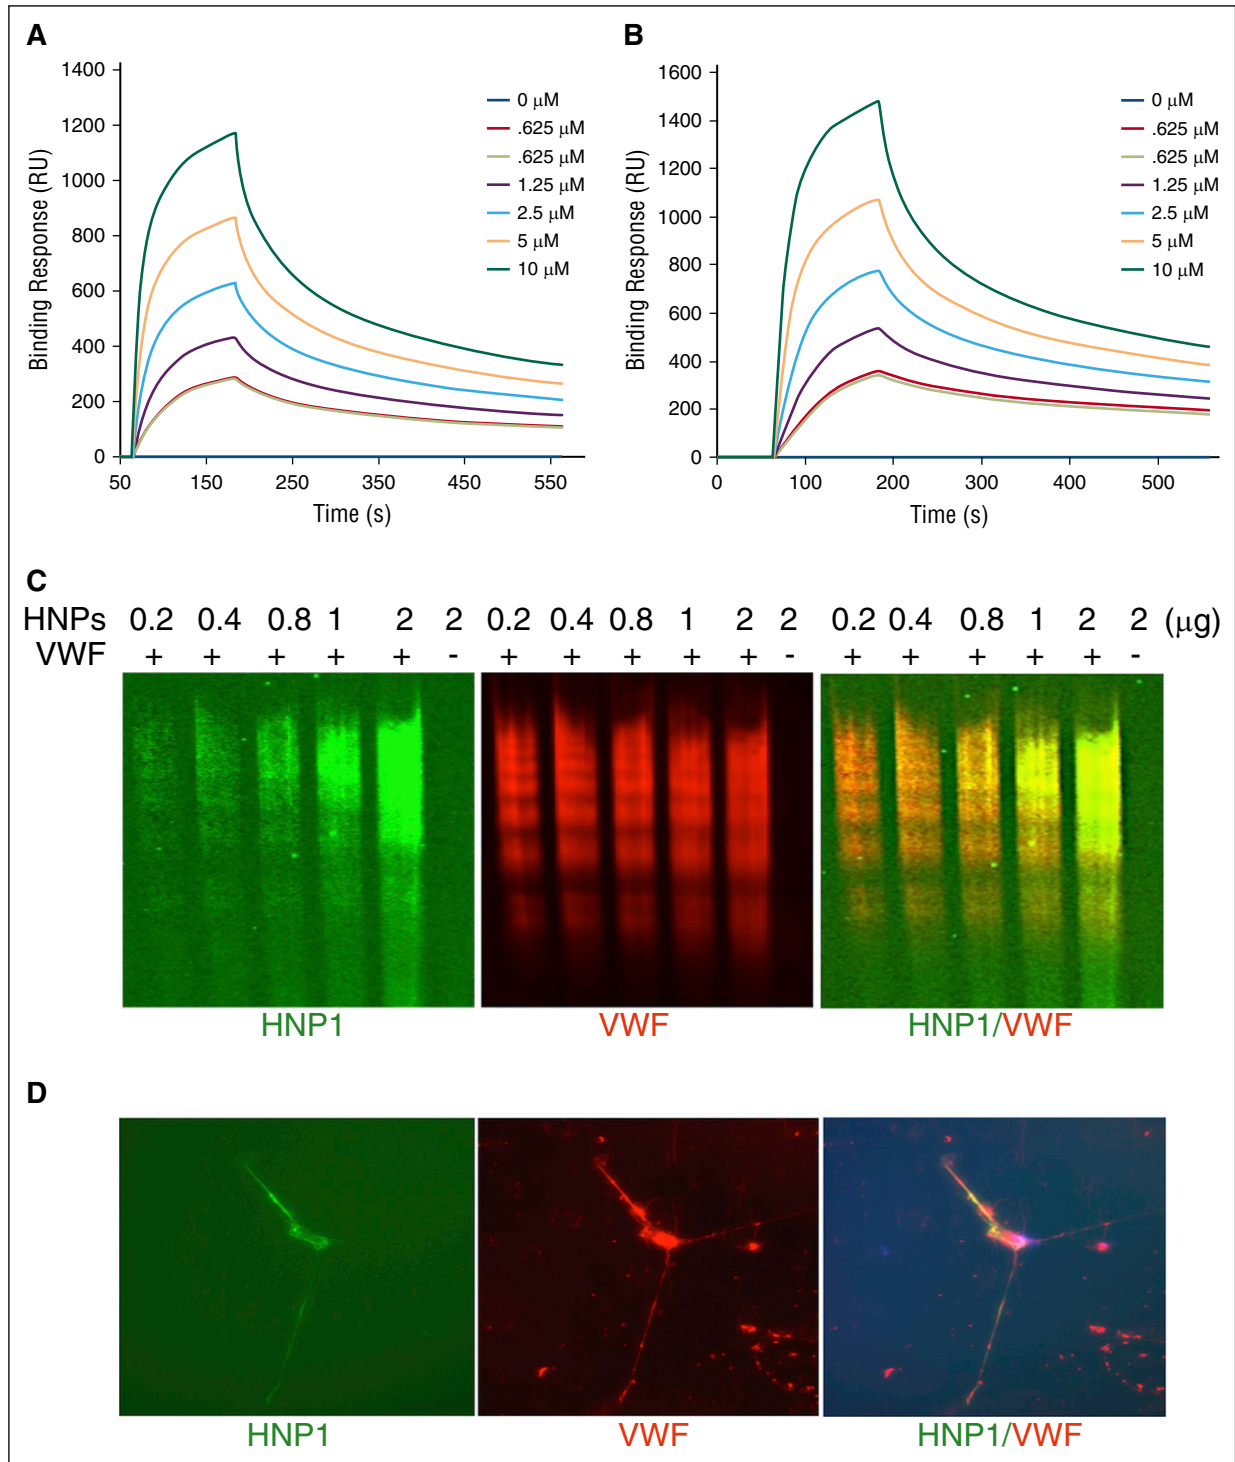 A
1400
1200
1000
800
600
400
200
0
Binding Response (RU)
50 150 250 350 450 550
Time (s)
0 μM
.625 μM
.625 μM
1.25 μM
2.5 μM
5 μM
10 μM
B
1600
1400
1200
1000
800
600
400
200
0
Binding Response (RU)
0 100 200 300 400 500
Time (s)
0 μM
.625 μM
.625 μM
1.25 μM
2.5 μM
5 μM
10 μM
C
HNPs 0.2 0.4 0.8 1 2 2 0.2 0.4 0.8 1 2 2 0.2 0.4 0.8 1 2 2 (μg)
VWF + + + + + - + + + + + - + + + + + -
HNP1 VWF HNP1/VWF
D
HNP1 VWF HNP1/VWF